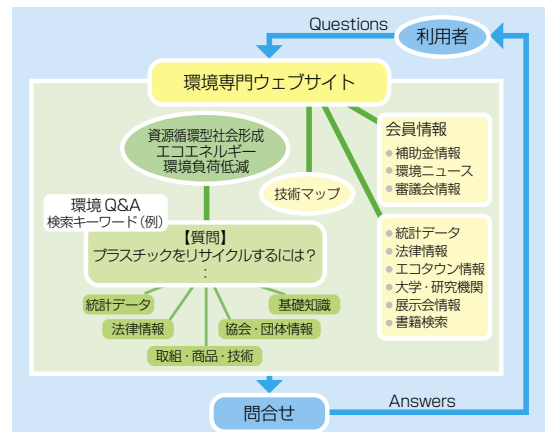 Questions
利用者
環境専門ウェブサイト
資源循環型社会形成
エコエネルギー
環境負荷低減
技術マップ
会員情報
補助金情報
環境ニュース
審議会情報
環境Q&A
検索キーワード(例)
【質問】
プラスチックをリサイクルするには？
:
統計データ
法律情報
取組・商品・技術
協会・団体情報
基礎知識
統計データ
法律情報
エコタウン情報
大学・研究機関
展示会情報
書籍検索
問合せ
Answers